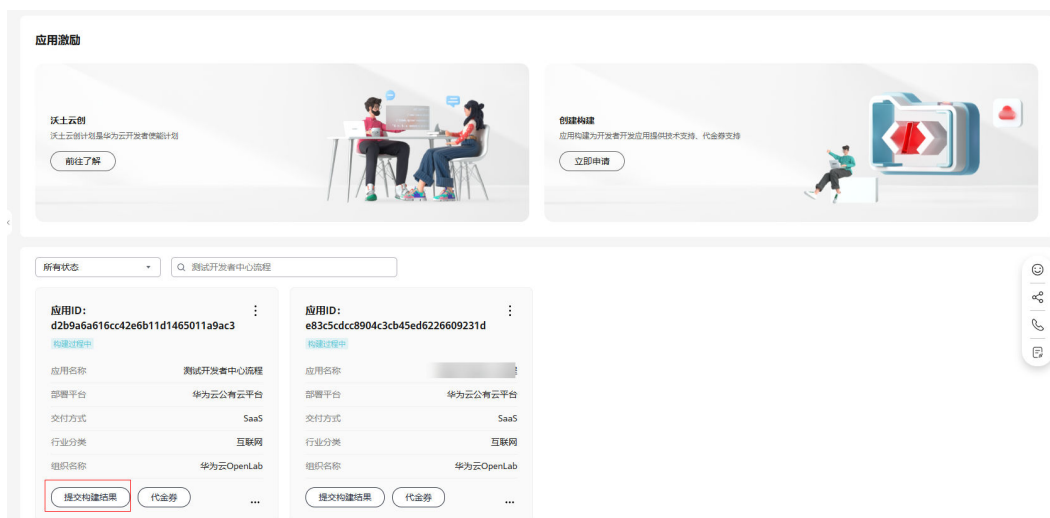 应用激励
沃土云创
沃土云创计划是华为云开发者使能计划
前往了解
创建构建
应用构建为开发者开发应用提供技术支持、代金券支持
立即申请
所有状态
测试开发者中心流程
应用ID:
d2b9a6a616cc42e6b11d1465011a9ac3
构建过程中
应用名称 测试开发者中心流程
部署平台 华为云公有云平台
交付方式 SaaS
行业分类 互联网
组织名称 华为云OpenLab
提交构建结果 代金券 ...
应用ID:
e83c5cdcc8904c3cb45ed6226609231d
构建过程中
应用名称
部署平台 华为云公有云平台
交付方式 SaaS
行业分类 互联网
组织名称 华为云OpenLab
提交构建结果 代金券 ...